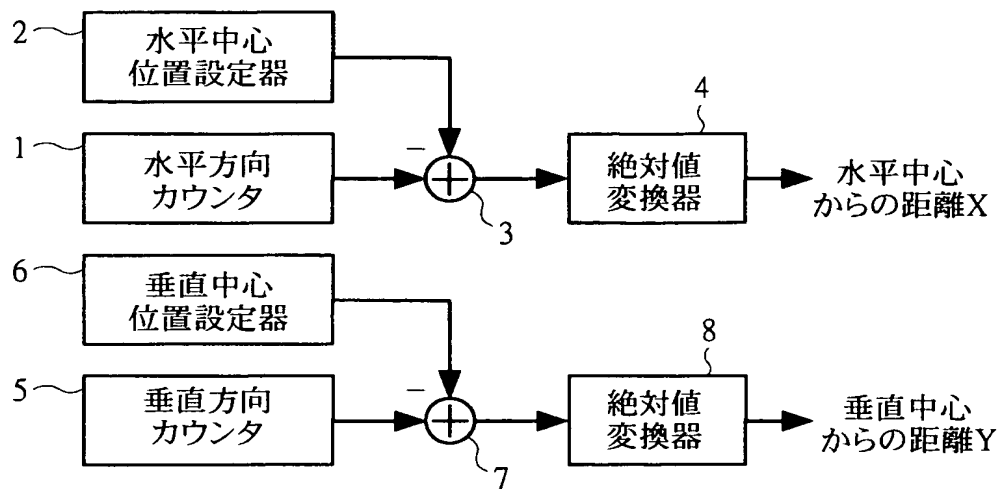 2
水平中心
位置設定器
4
1
水平方向
カウンタ
−
3
絶対値
変換器
水平中心
からの距離X
6
垂直中心
位置設定器
8
5
垂直方向
カウンタ
−
7
絶対値
変換器
垂直中心
からの距離Y